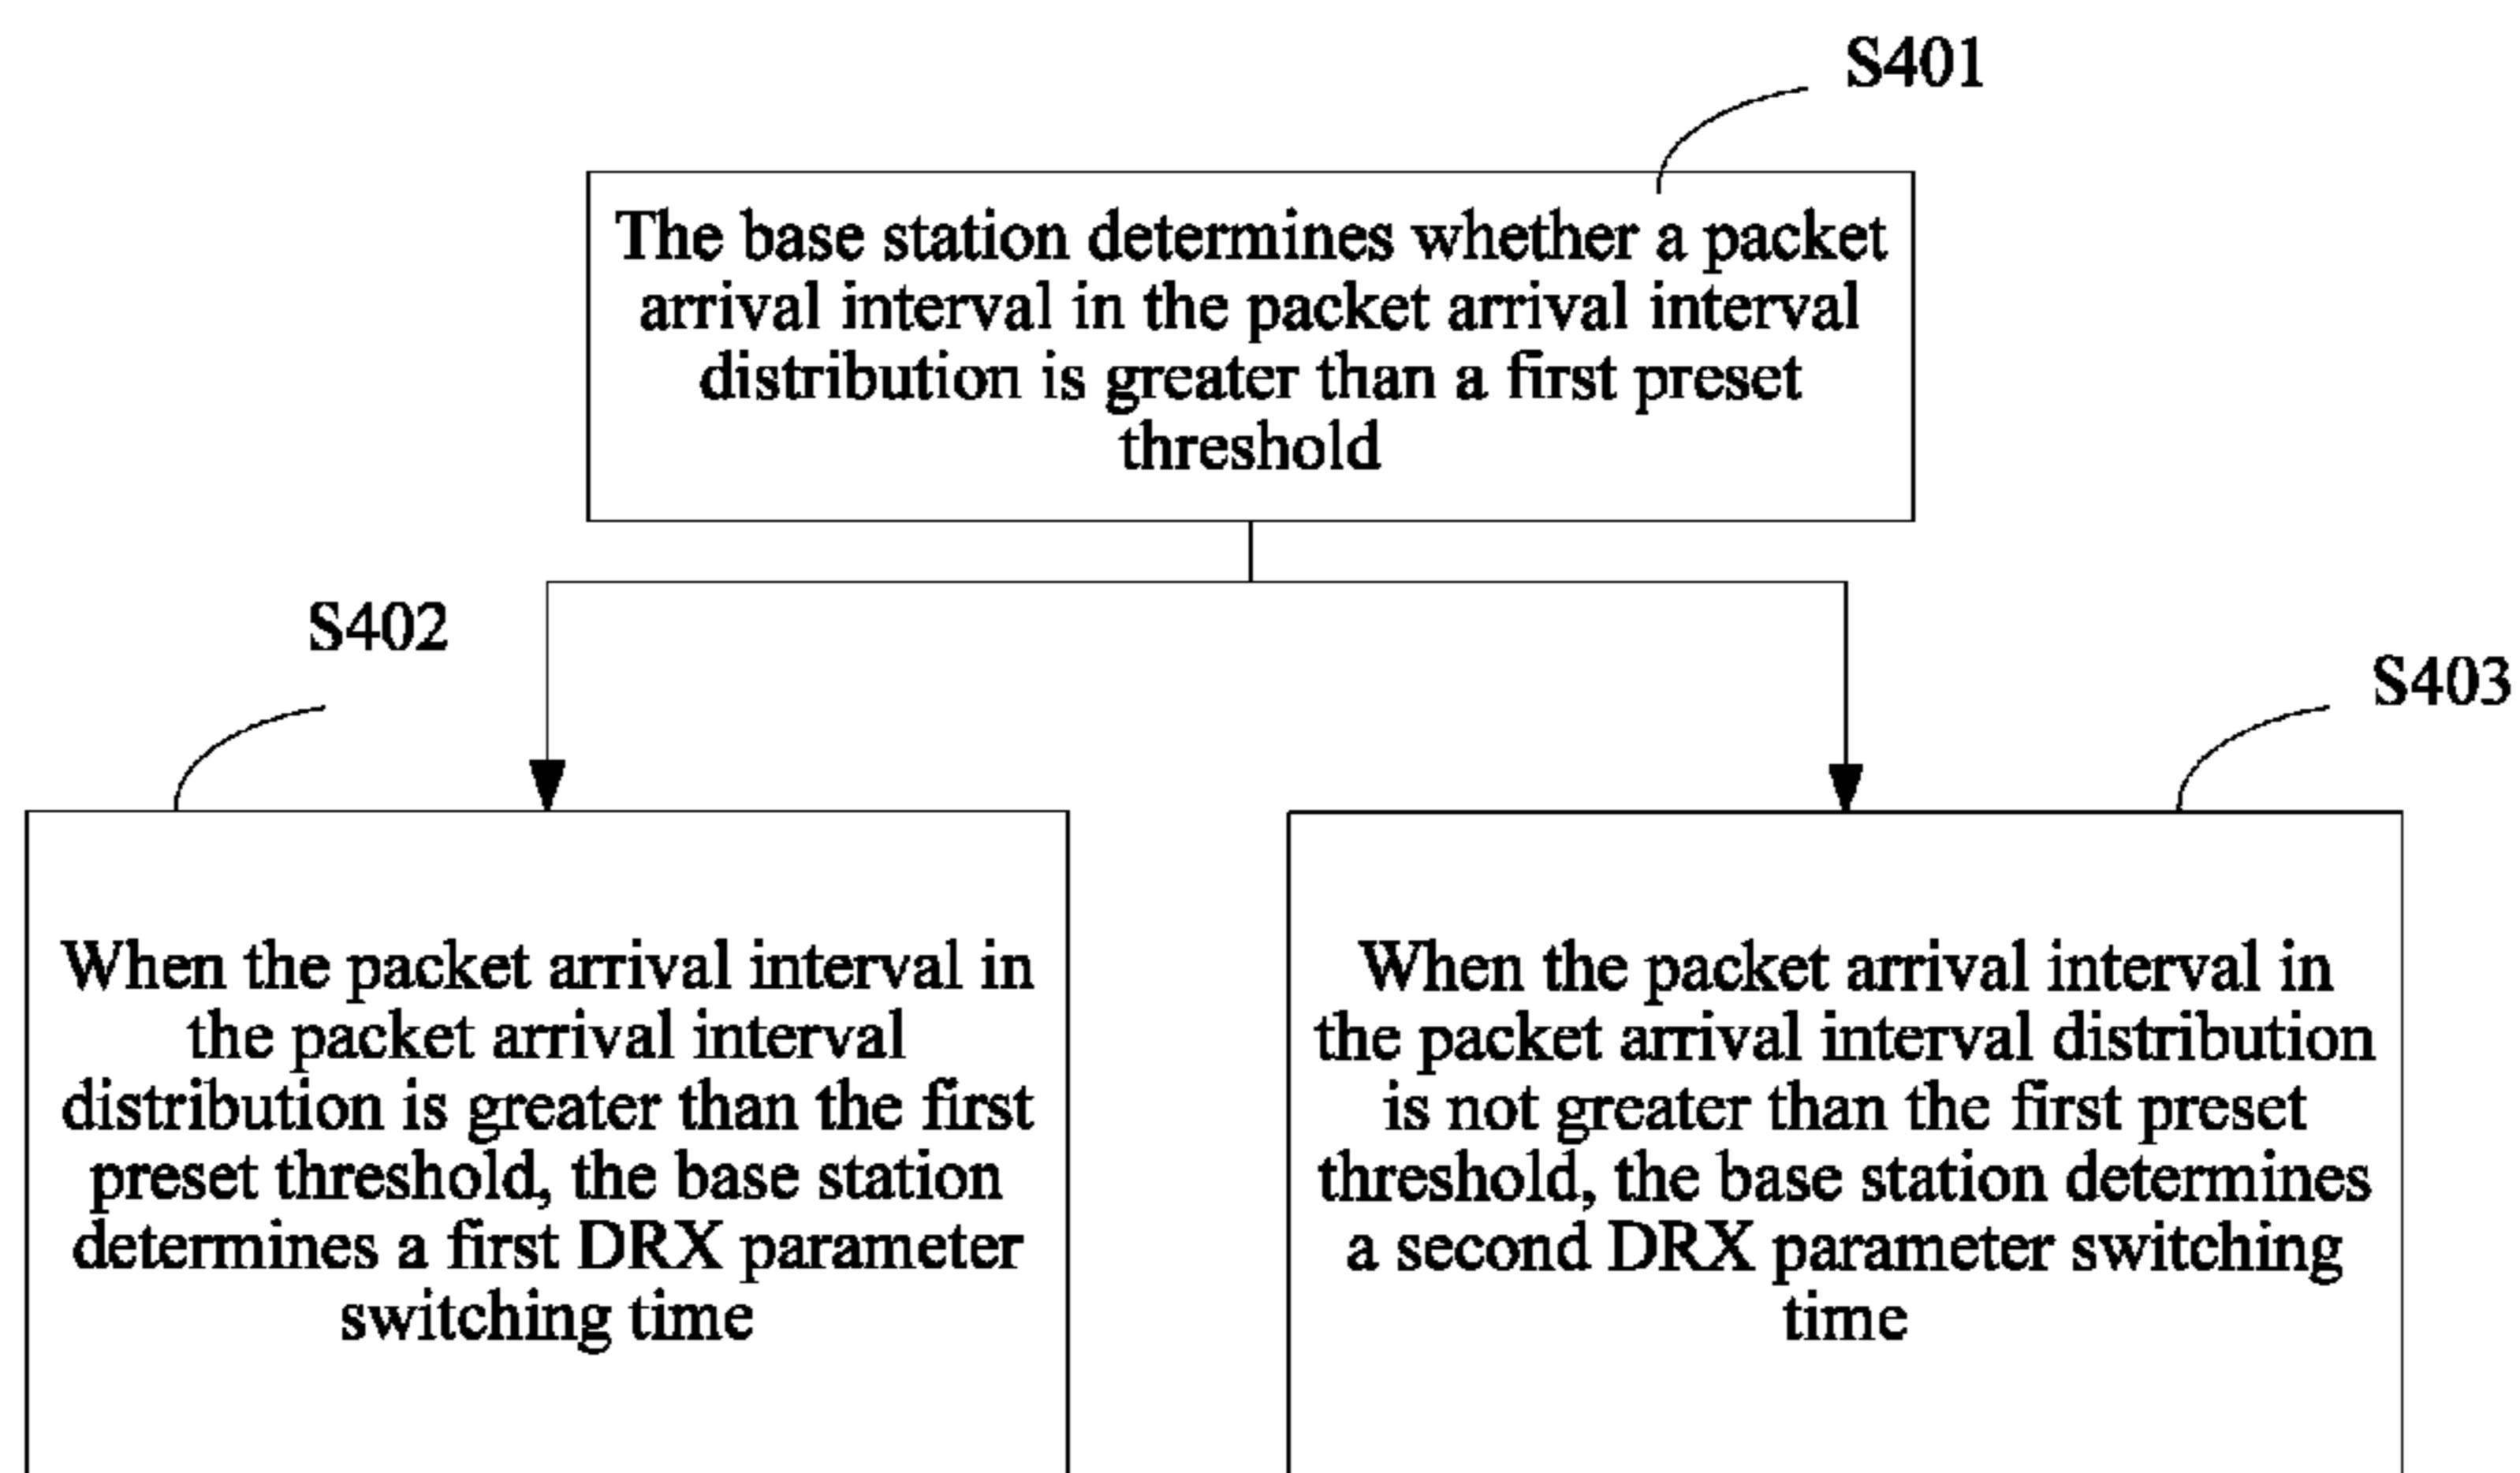 S401
The base station determines whether a packet
arrival interval in the packet arrival interval
distribution is greater than a first preset
threshold
S402
S403
When the packet arrival interval in
the packet arrival interval
distribution is greater than the first
preset threshold, the base station
determines a first DRX parameter
switching time
When the packet arrival interval in
the packet arrival interval distribution
is not greater than the first preset
threshold, the base station determines
a second DRX parameter switching
time